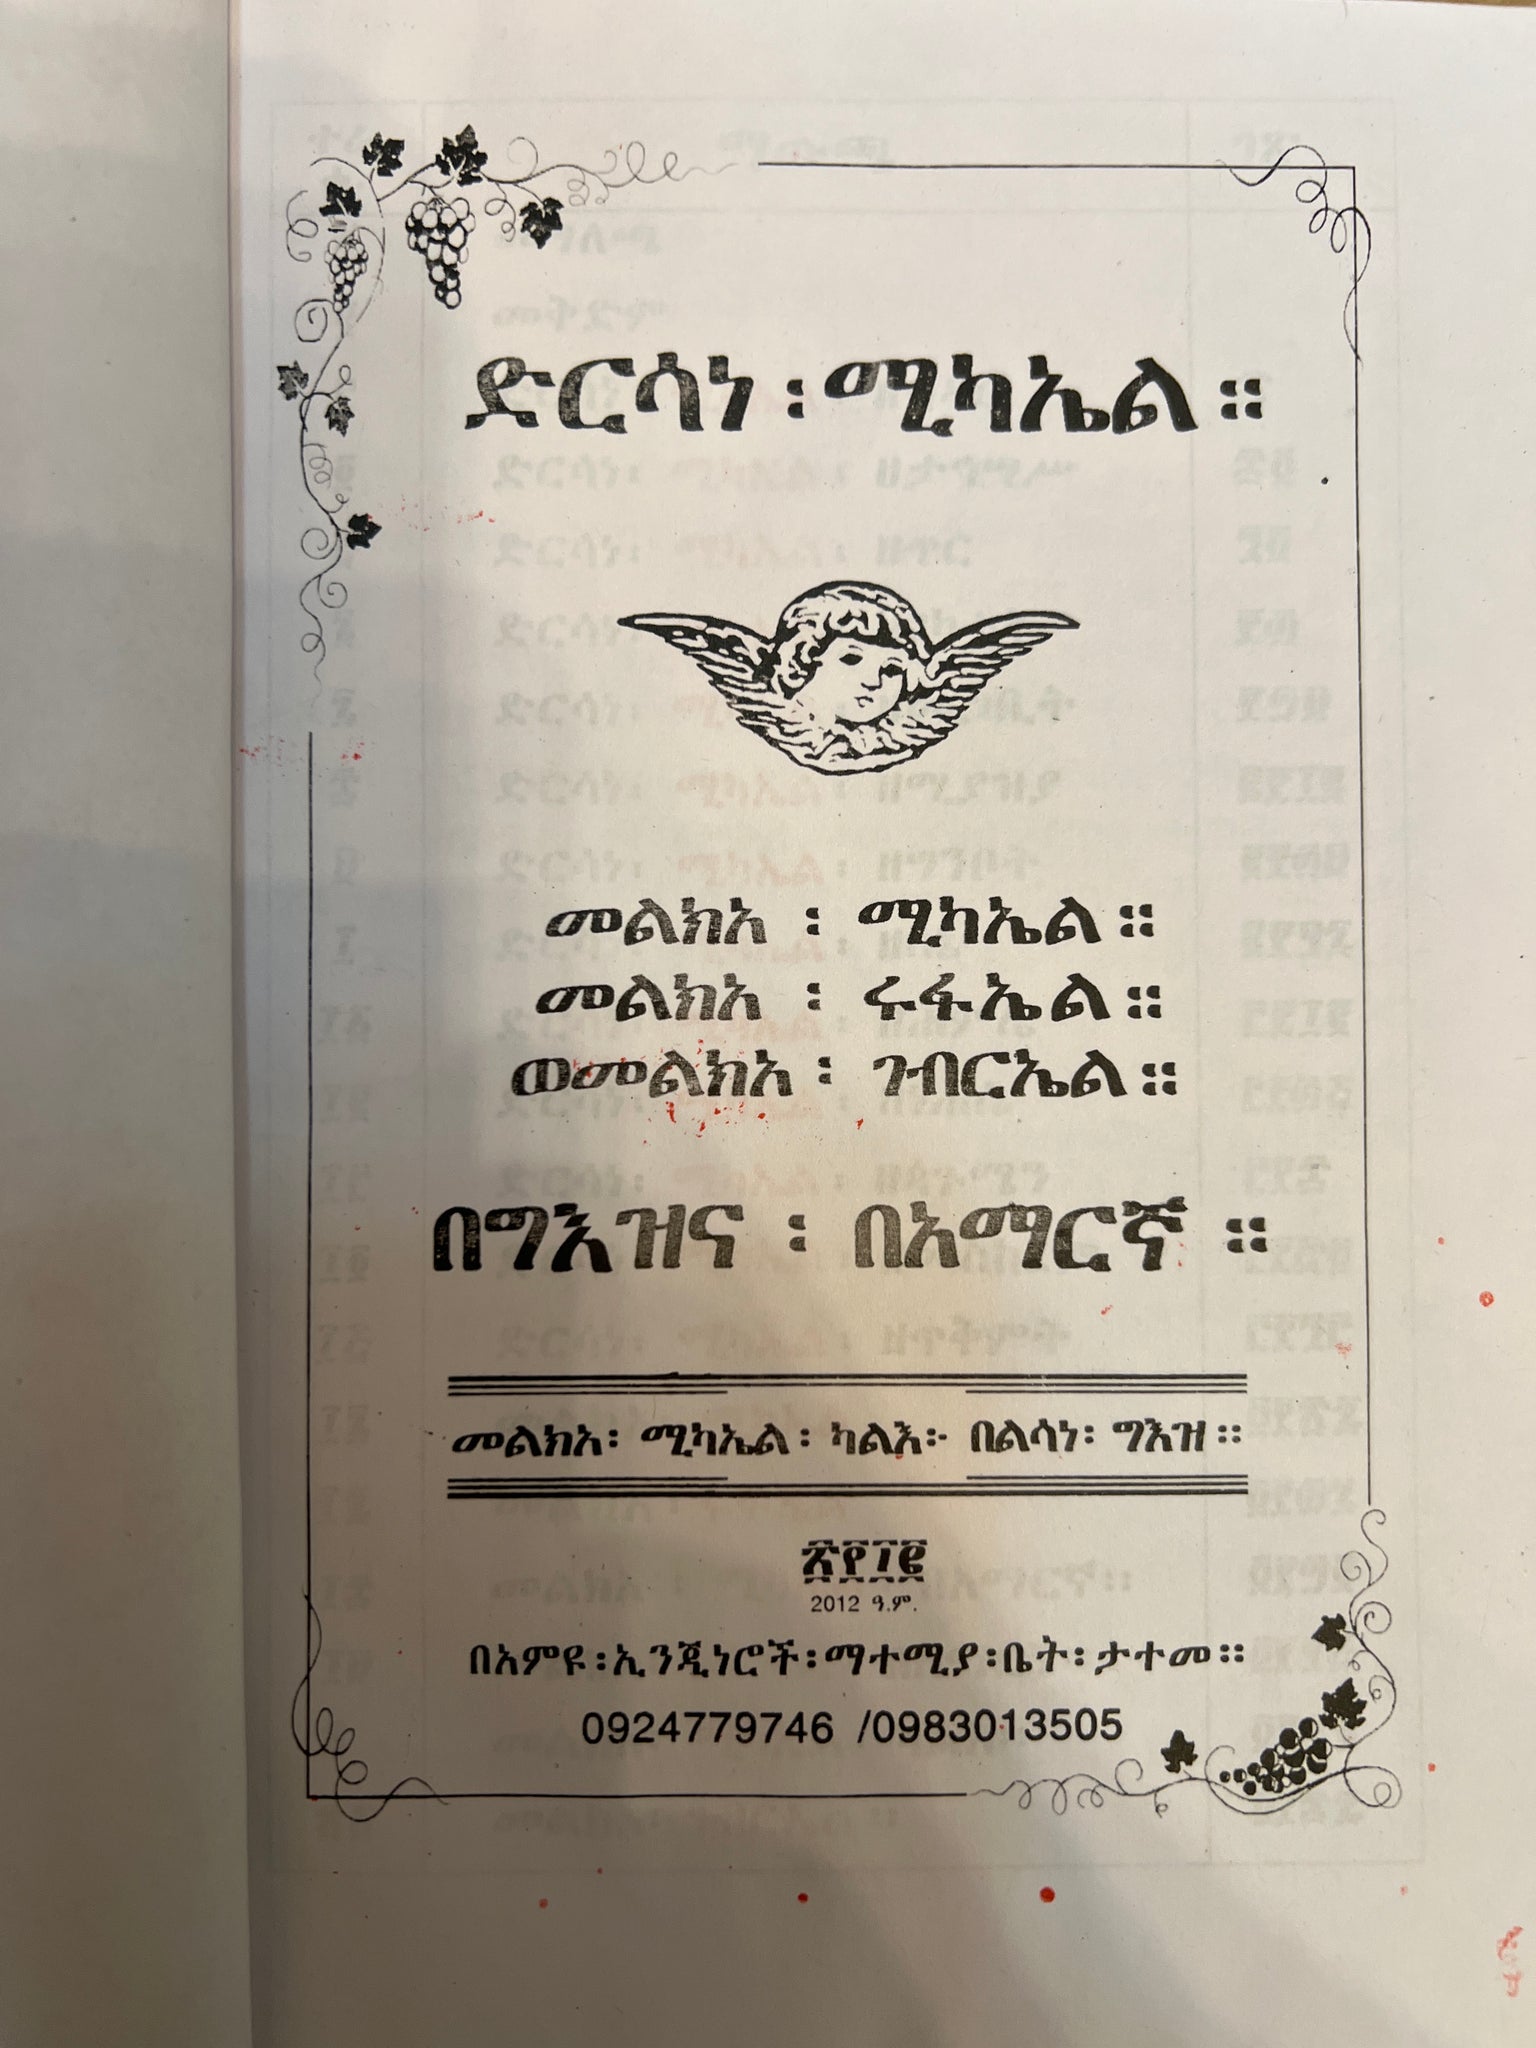 ድርሳነ ፡ ሚካኤል ።
መልክአ ፡ ሚካኤል ።
መልክአ ፡ ሩፋኤል ።
ወመልክአ ፡ ገብርኤል ።
በግእዝና ፡ በአማርኛ ።
መልክአ ፡ ሚካኤል ፡ ካልእ ፦ በልሳነ ፡ ግእዝ ።
፳፻፲፪
2012 ዓ.ም.
በአምዩ ፡ ኢንጂነሮች ፡ ማተሚያ ፡ ቤት ፡ ታተመ ።
0924779746 /0983013505